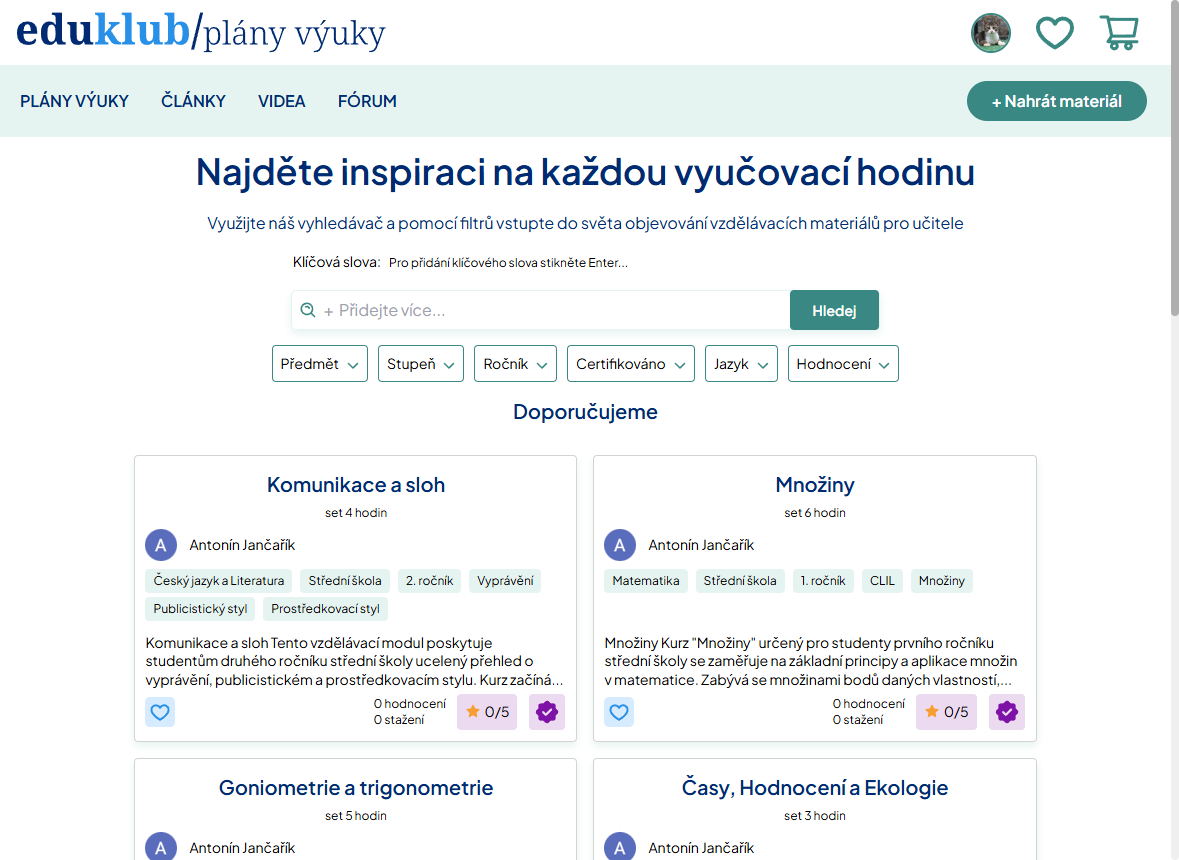 eduklub/plány výuky
PLÁNY VÝUKY ČLÁNKY VIDEA FÓRUM + Nahrát materiál
Najděte inspiraci na každou vyučovací hodinu
Využijte náš vyhledávač a pomocí filtrů vstupte do světa objevování vzdělávacích materiálů pro učitele
Klíčová slova: Pro přidání klíčového slova stikněte Enter...
+ Přidejte více... Hledej
Předmět Stupeň Ročník Certifikováno Jazyk Hodnocení
Doporučujeme
Komunikace a sloh
set 4 hodin
A Antonín Jančařík
Český jazyk a Literatura Střední škola 2. ročník Vyprávění
Publicistický styl Prostředkovací styl
Komunikace a sloh Tento vzdělávací modul poskytuje
studentům druhého ročníku střední školy ucelený přehled o
vyprávění, publicistickém a prostředkovacím stylu. Kurz začíná...
0 hodnocení
0 stažení
0/5
Množiny
set 6 hodin
A Antonín Jančařík
Matematika Střední škola 1. ročník CLIL Množiny
Množiny Kurz "Množiny" určený pro studenty prvního ročníku
střední školy se zaměřuje na základní principy a aplikace množin
v matematice. Zabývá se množinami bodů daných vlastností,...
0 hodnocení
0 stažení
0/5
Goniometrie a trigonometrie
set 5 hodin
A Antonín Jančařík
Časy, Hodnocení a Ekologie
set 3 hodin
A Antonín Jančařík